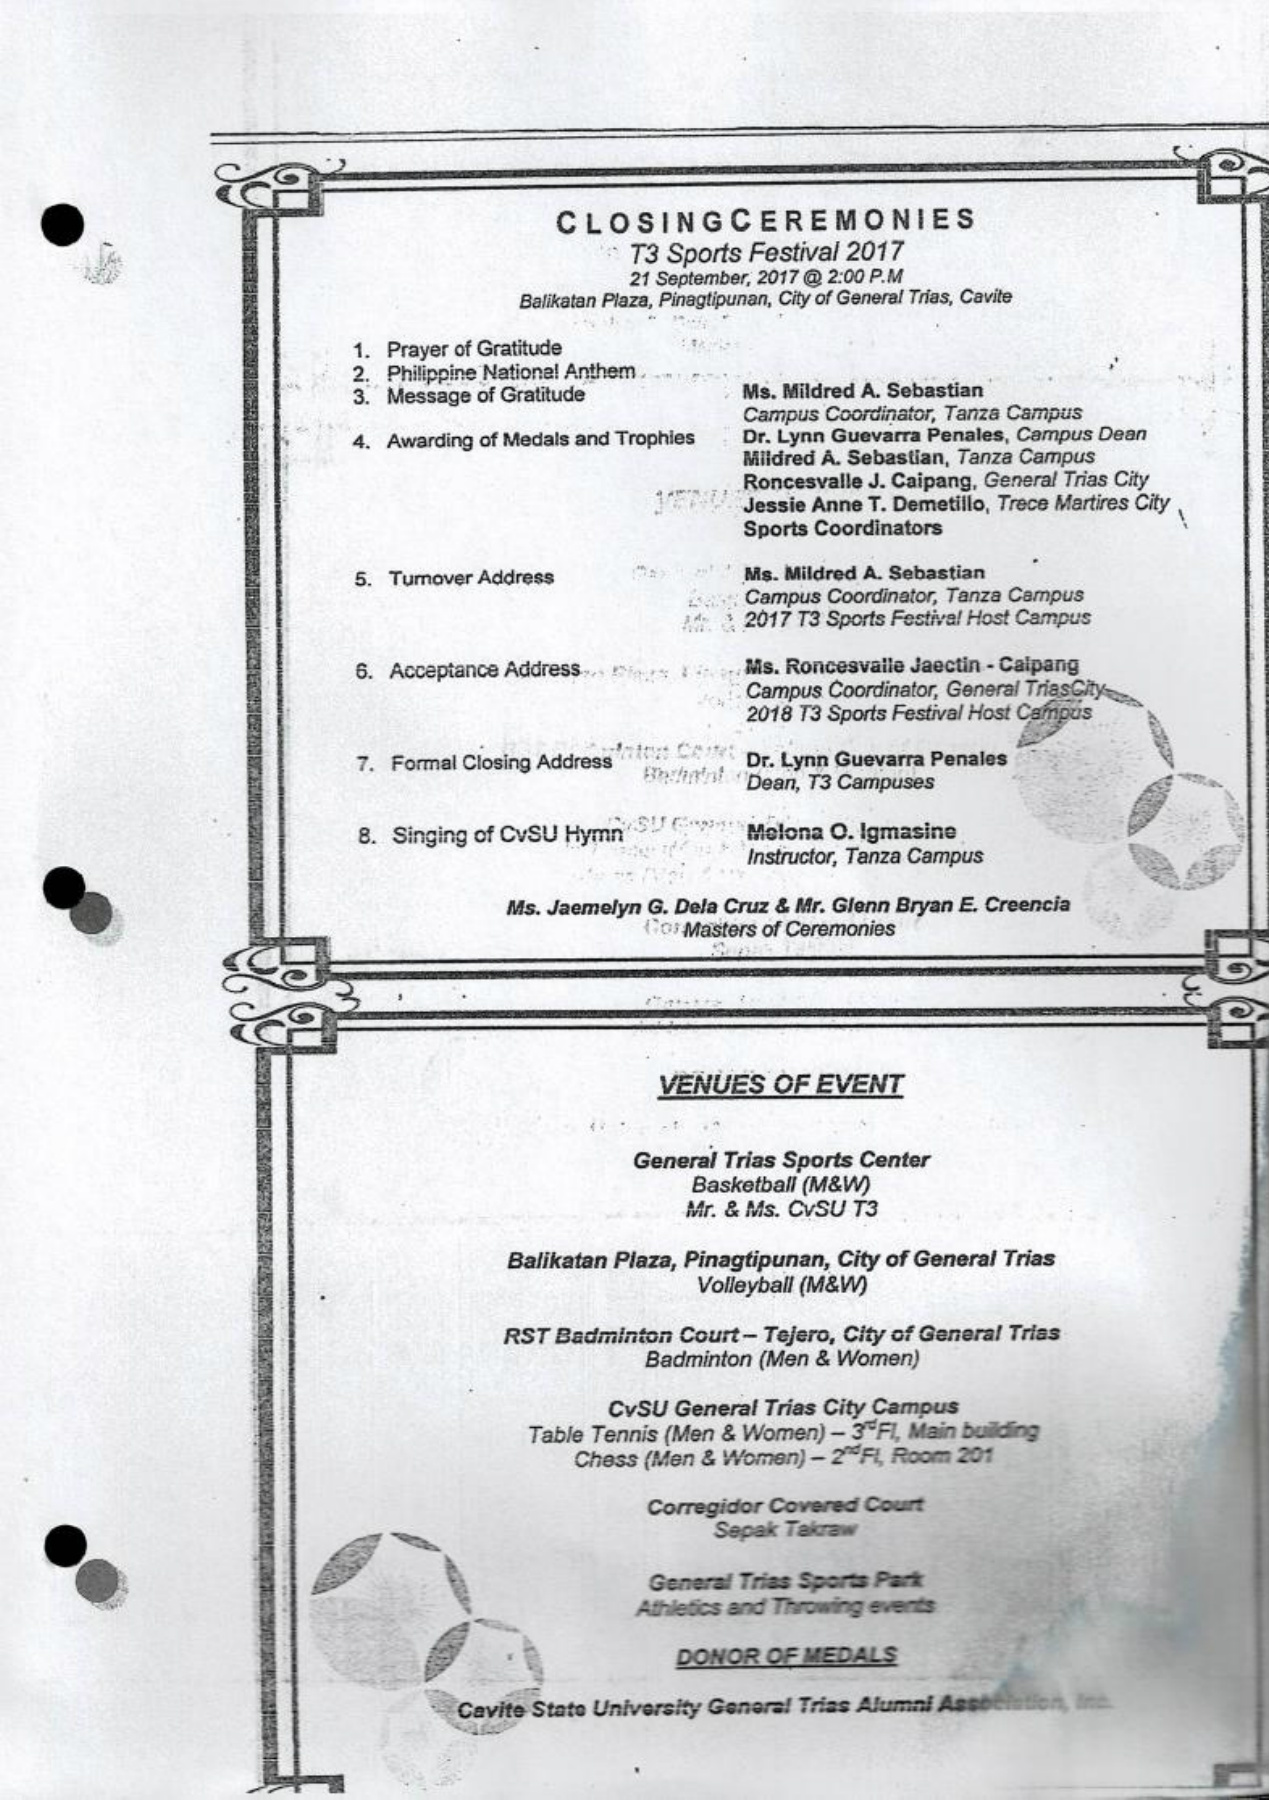 CLOSINGCEREMONIES
T3 Sports Festival 2017
21 September, 2017 @ 2:00 P.M
Balikatan Plaza, Pinagtipunan, City of General Trias, Cavite
1. Prayer of Gratitude
2. Philippine National Anthem
3. Message of Gratitude Ms. Mildred A. Sebastian
Campus Coordinator, Tanza Campus
4. Awarding of Medals and Trophies Dr. Lynn Guevarra Penales, Campus Dean
Mildred A. Sebastian, Tanza Campus
Roncesvalle J. Caipang, General Trias City
Jessie Anne T. Demetillo, Trece Martires City
Sports Coordinators
5. Turnover Address Ms. Mildred A. Sebastian
Campus Coordinator, Tanza Campus
2017 T3 Sports Festival Host Campus
6. Acceptance Address Ms. Roncesvalle Jaectin - Caipang
Campus Coordinator, General TriasCity
2018 T3 Sports Festival Host Campus
7. Formal Closing Address Dr. Lynn Guevarra Penales
Dean, T3 Campuses
8. Singing of CvSU Hymn Melona O. Igmasine
Instructor, Tanza Campus
Ms. Jaemelyn G. Dela Cruz & Mr. Glenn Bryan E. Creencia
Masters of Ceremonies
VENUES OF EVENT
General Trias Sports Center
Basketball (M&W)
Mr. & Ms. CvSU T3
Balikatan Plaza, Pinagtipunan, City of General Trias
Volleyball (M&W)
RST Badminton Court – Tejero, City of General Trias
Badminton (Men & Women)
CvSU General Trias City Campus
Table Tennis (Men & Women) – 3rd Fl, Main building
Chess (Men & Women) – 2nd Fl, Room 201
Corregidor Covered Court
Sepak Takraw
General Trias Sports Park
Athletics and Throwing events
DONOR OF MEDALS
Cavite State University General Trias Alumni Association, Inc.